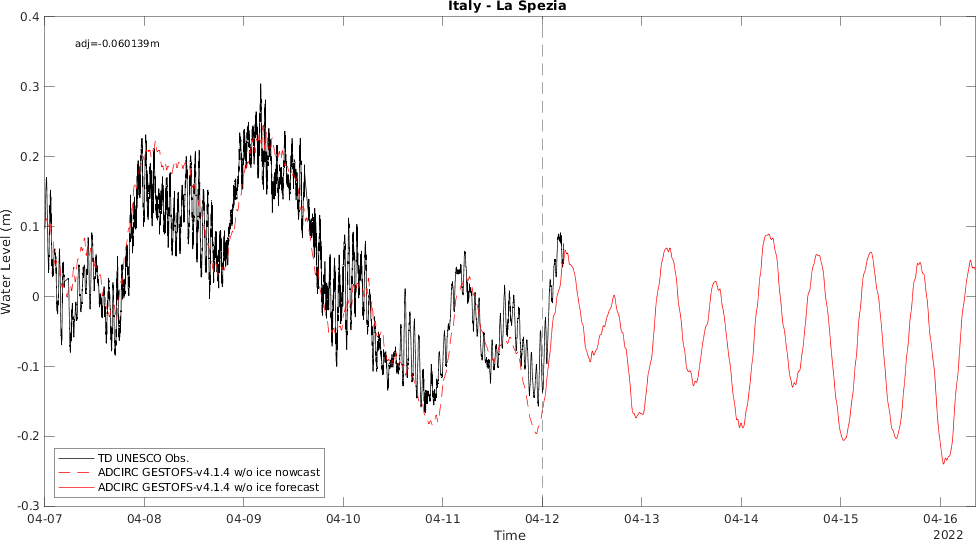 Italy - La Spezia
adj=-0.060139m
0.4
0.3
0.2
0.1
0
-0.1
-0.2
-0.3
Water Level (m)
TD UNESCO Obs.
ADCIRC GESTOFS-v4.1.4 w/o ice nowcast
ADCIRC GESTOFS-v4.1.4 w/o ice forecast
04-07
04-08
04-09
04-10
04-11
04-12
04-13
04-14
04-15
04-16
2022
Time